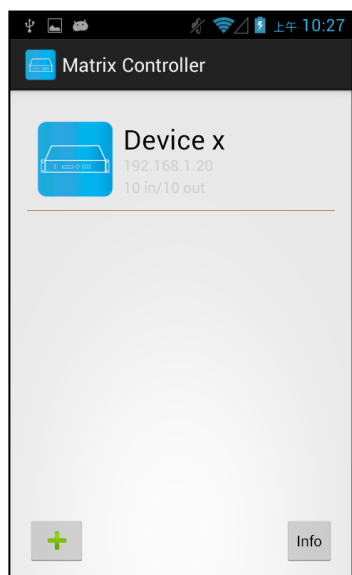 上午 10:27
Matrix Controller
Device x
192.168.1.20
10 in/10 out
Info